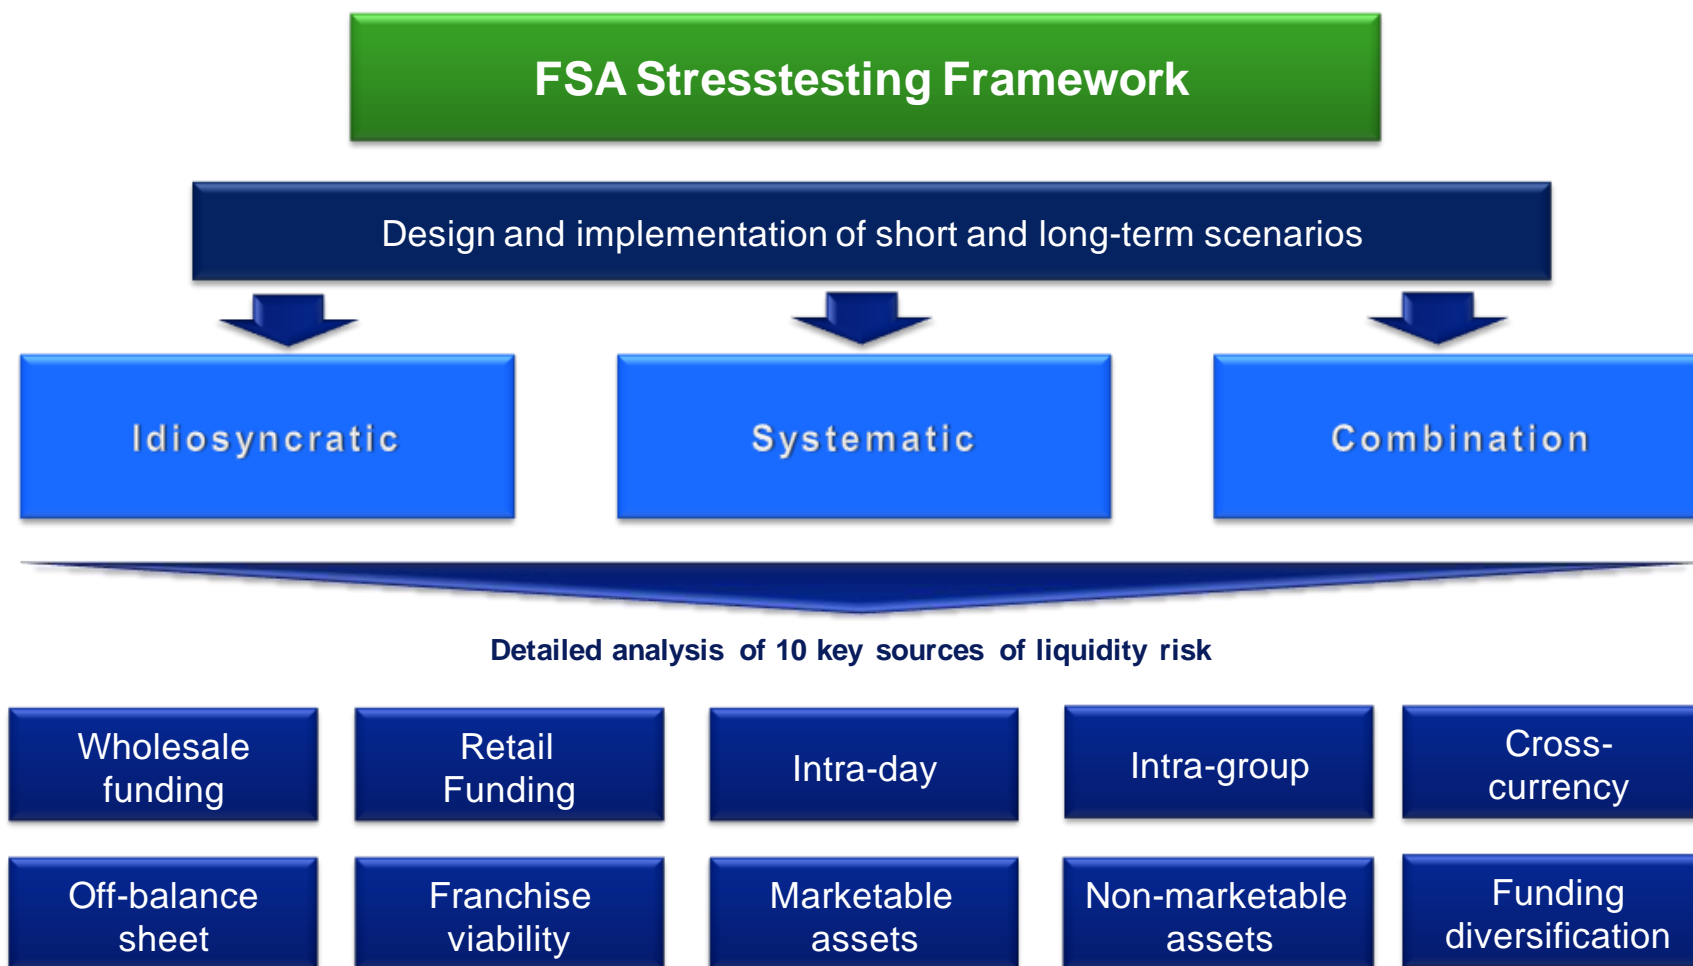 FSA Stresstesting Framework
Design and implementation of short and long-term scenarios
Idiosyncratic
Systematic
Combination
Detailed analysis of 10 key sources of liquidity risk
Wholesale
funding
Retail
Funding
Intra-day
Intra-group
Cross-
currency
Off-balance
sheet
Franchise
viability
Marketable
assets
Non-marketable
assets
Funding
diversification